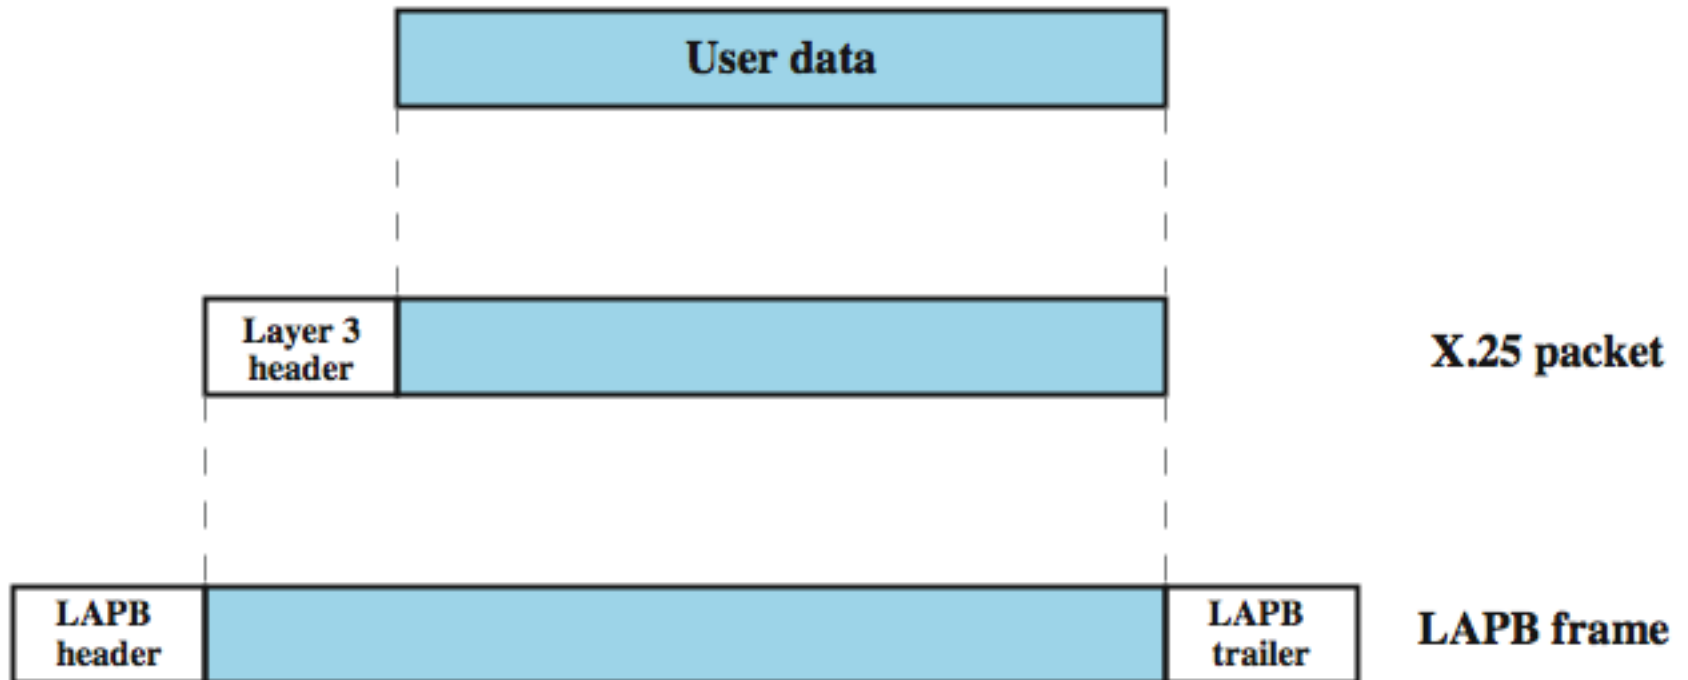 User data
Layer 3
header
X.25 packet
LAPB
header
LAPB
trailer
LAPB frame